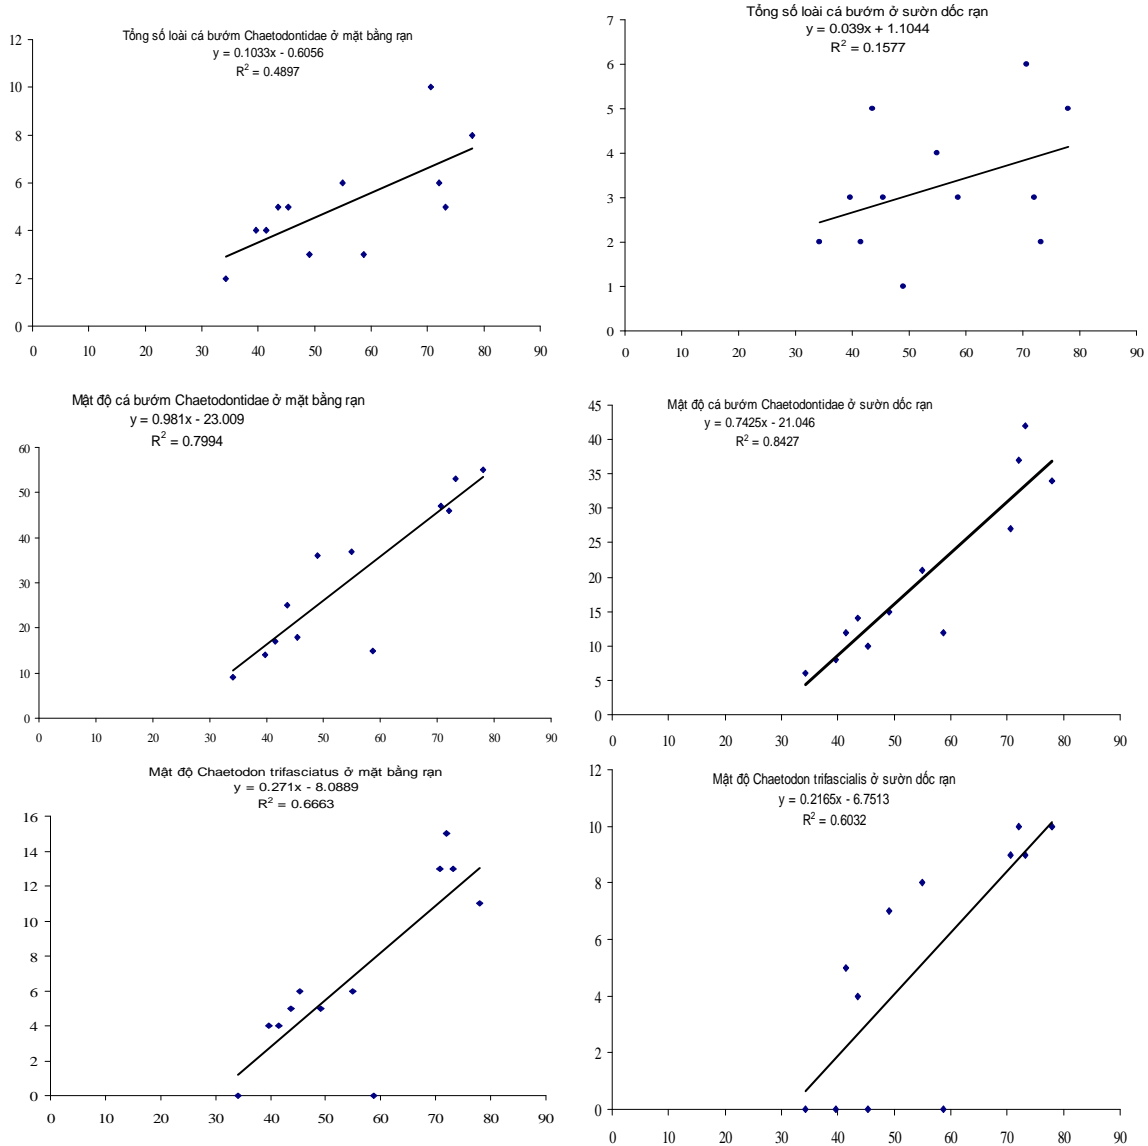 Tổng số loài cá bướm Chaetodontidae ở mặt bằng rạn
y = 0.1033x - 0.6056
R² = 0.4897
12
10
8
6
4
2
0
0 10 20 30 40 50 60 70 80 90
Tổng số loài cá bướm ở sườn dốc rạn
y = 0.039x + 1.1044
R² = 0.1577
7
6
5
4
3
2
1
0
0 10 20 30 40 50 60 70 80 90
Mật độ cá bướm Chaetodontidae ở mặt bằng rạn
y = 0.981x - 23.009
R² = 0.7994
60
50
40
30
20
10
0
0 10 20 30 40 50 60 70 80 90
Mật độ cá bướm Chaetodontidae ở sườn dốc rạn
y = 0.7425x - 21.046
R² = 0.8427
45
40
35
30
25
20
15
10
5
0
0 10 20 30 40 50 60 70 80 90
Mật độ Chaetodon trifasciatus ở mặt bằng rạn
y = 0.271x - 8.0889
R² = 0.6663
16
14
12
10
8
6
4
2
0
0 10 20 30 40 50 60 70 80 90
Mật độ Chaetodon trifascialis ở sườn dốc rạn
y = 0.2165x - 6.7513
R² = 0.6032
12
10
8
6
4
2
0
0 10 20 30 40 50 60 70 80 90